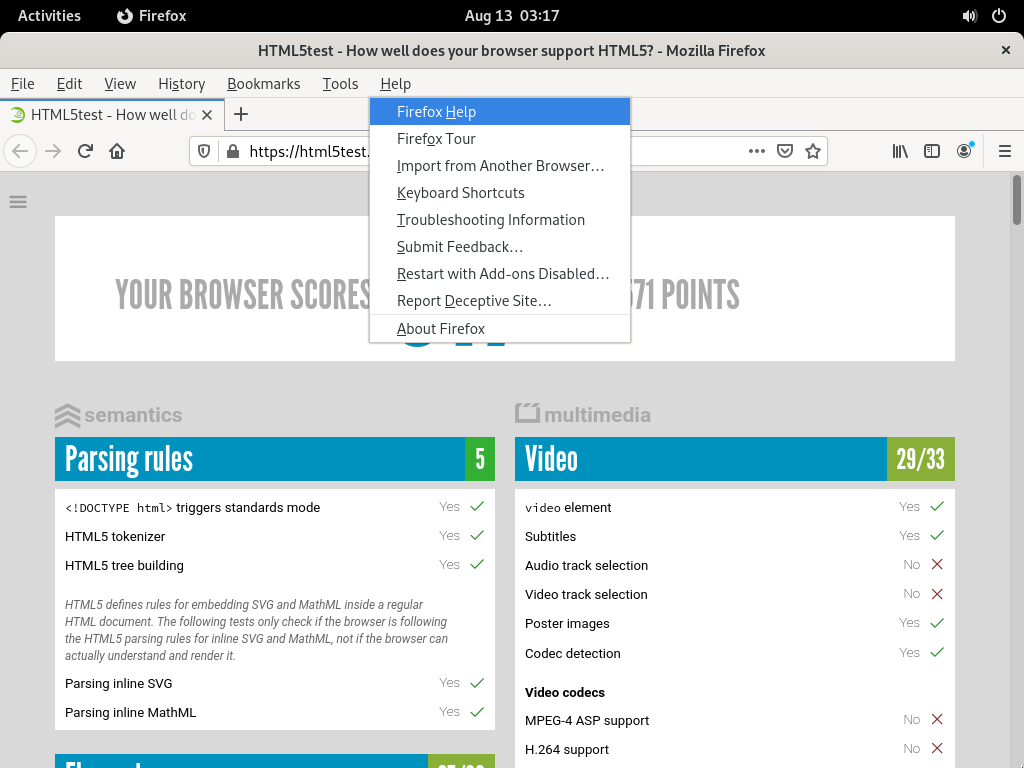 Activities
Firefox
Aug 13 03:17
HTML5test - How well does your browser support HTML5? - Mozilla Firefox
File Edit View History Bookmarks Tools Help
HTML5test - How well do
https://html5test.
Firefox Help
Firefox Tour
Import from Another Browser…
Keyboard Shortcuts
Troubleshooting Information
Submit Feedback…
Restart with Add-ons Disabled…
Report Deceptive Site…
About Firefox
YOUR BROWSER SCORES
POINTS
semantics
Parsing rules 5
<!DOCTYPE html> triggers standards mode Yes
HTML5 tokenizer Yes
HTML5 tree building Yes
HTML5 defines rules for embedding SVG and MathML inside a regular
HTML document. The following tests only check if the browser is following
the HTML5 parsing rules for inline SVG and MathML, not if the browser can
actually understand and render it.
Parsing inline SVG Yes
Parsing inline MathML Yes
multimedia
Video 29/33
video element Yes
Subtitles Yes
Audio track selection No
Video track selection No
Poster images Yes
Codec detection Yes
Video codecs
MPEG-4 ASP support No
H.264 support No